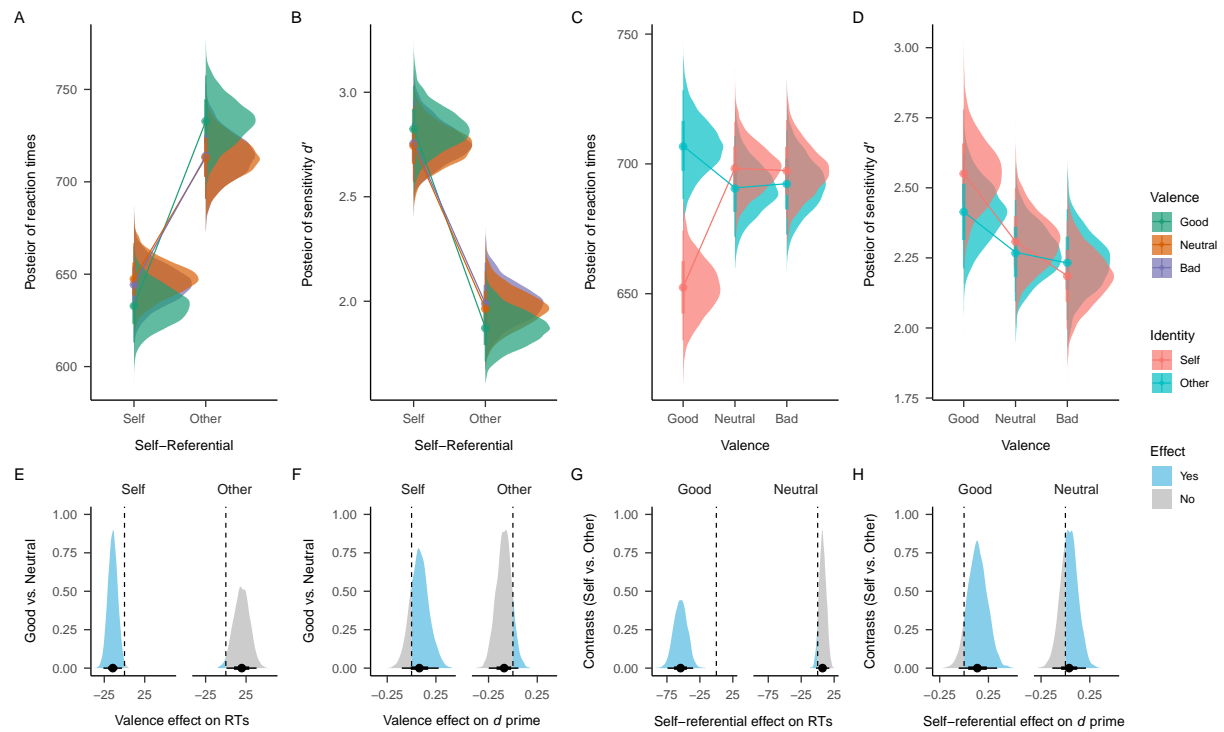 A
Posteior of reaction times
750
700
650
600
Self
Other
Self−Referential
B
Posterior of sensitivity d′
3.0
2.5
2.0
Self
Other
Self−Referential
C
Posteior of reaction times
750
700
650
Good
Neutral
Bad
Valence
D
Posterior of sensitivity d′
3.00
2.75
2.50
2.25
2.00
1.75
Good
Neutral
Bad
Valence
Valence
Good
Neutral
Bad
Identity
Self
Other
Effect
Yes
No
E
Self
Other
Good vs. Neutral
1.00
0.75
0.50
0.25
0.00
−25
25
−25
25
Valence effect on RTs
F
Self
Other
Good vs. Neutral
1.00
0.75
0.50
0.25
0.00
−0.25
0.25
−0.25
0.25
Valence effect on d prime
G
Good
Neutral
Contrasts (Self vs. Other)
1.00
0.75
0.50
0.25
0.00
−75
−25
25
−75
−25
25
Self−referential effect on RTs
H
Good
Neutral
Contrasts (Self vs. Other)
1.00
0.75
0.50
0.25
0.00
−0.25
0.25
−0.25
0.25
Self−referential effect on d prime